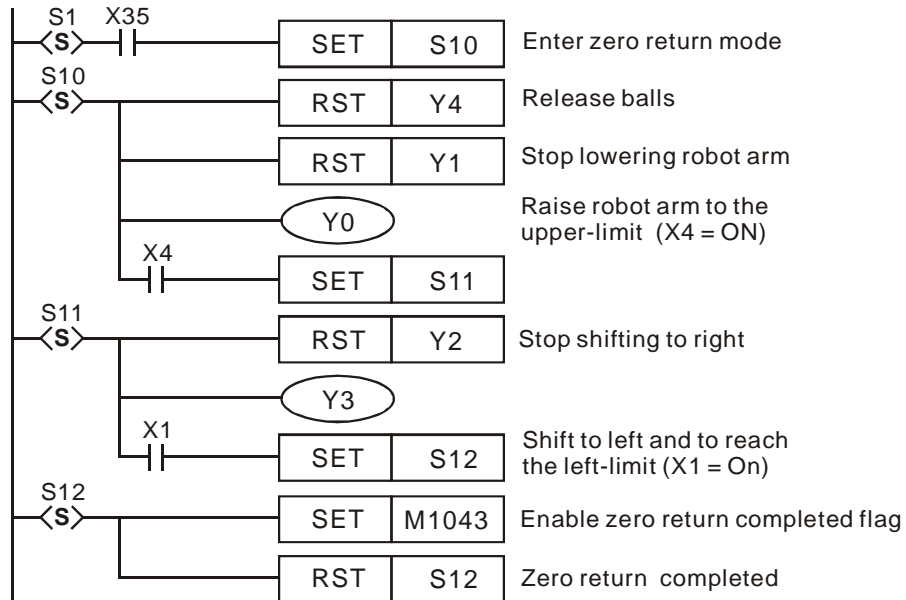 S1 X35
S SET S10 Enter zero return mode
S10
S RST Y4 Release balls
RST Y1 Stop lowering robot arm
Y0 Raise robot arm to the
upper-limit (X4 = ON)
X4
SET S11
S11
S RST Y2 Stop shifting to right
Y3
X1
SET S12 Shift to left and to reach
the left-limit (X1 = On)
S12
S SET M1043 Enable zero return completed flag
RST S12 Zero return completed